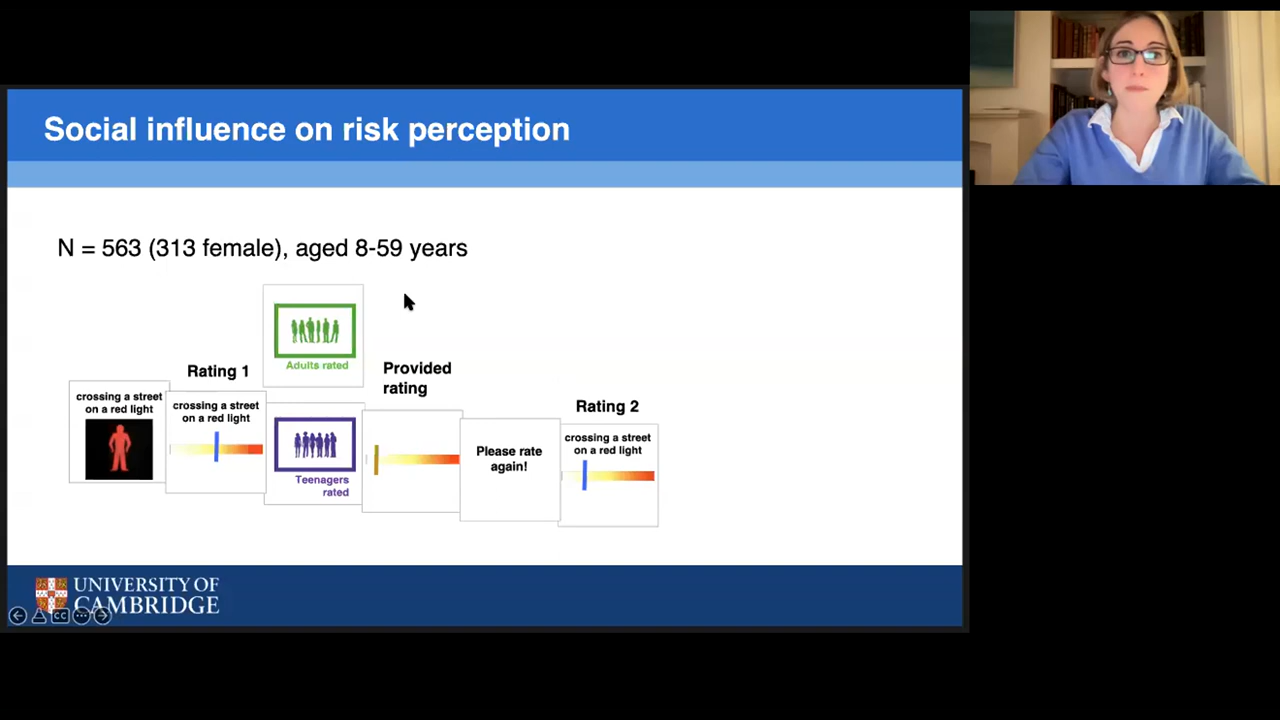 Social influence on risk perception
N = 563 (313 female), aged 8-59 years
Adults rated
Rating 1
Provided
rating
Rating 2
crossing a street
on a red light
crossing a street
on a red light
Teenagers
rated
Please rate
again!
crossing a street
on a red light
UNIVERSITY OF
CAMBRIDGE
CC